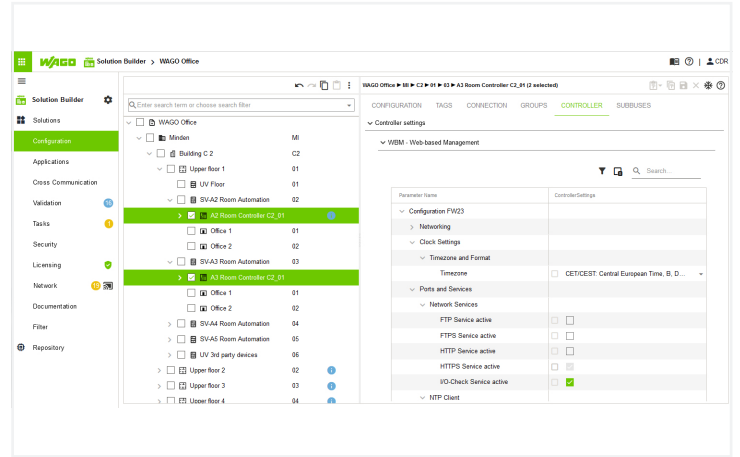 WAGO Solution Builder > WAGO Office
CDR
Solution Builder
Solutions
Configuration
Applications
Cross Communication
Validation 16
Tasks 1
Security
Licensing
Network 19
Documentation
Filter
Repository
Enter search term or choose search filter
WAGO Office
Minden MI
Building C 2 C2
Upper floor 1 01
UV Floor 01
SV-A2 Room Automation 02
A2 Room Controller C2_01
Office 1 01
Office 2 02
SV-A3 Room Automation 03
A3 Room Controller C2_01
Office 1 01
Office 2 02
SV-A4 Room Automation 04
SV-A5 Room Automation 05
UV 3rd party devices 06
Upper floor 2 02
Upper floor 3 03
Upper floor 4 04
WAGO Office ▶ MI ▶ C2 ▶ 01 ▶ 03 ▶ A3 Room Controller C2_01 (2 selected)
CONFIGURATION TAGS CONNECTION GROUPS CONTROLLER SUBBUSES
Controller settings
WBM - Web-based Management
Search...
Parameter Name ControllerSettings
Configuration FW23
Networking
Clock Settings
Timezone and Format
Timezone CET/CEST: Central European Time, B, D...
Ports and Services
Network Services
FTP Service active
FTPS Service active
HTTP Service active
HTTPS Service active
I/O-Check Service active
NTP Client